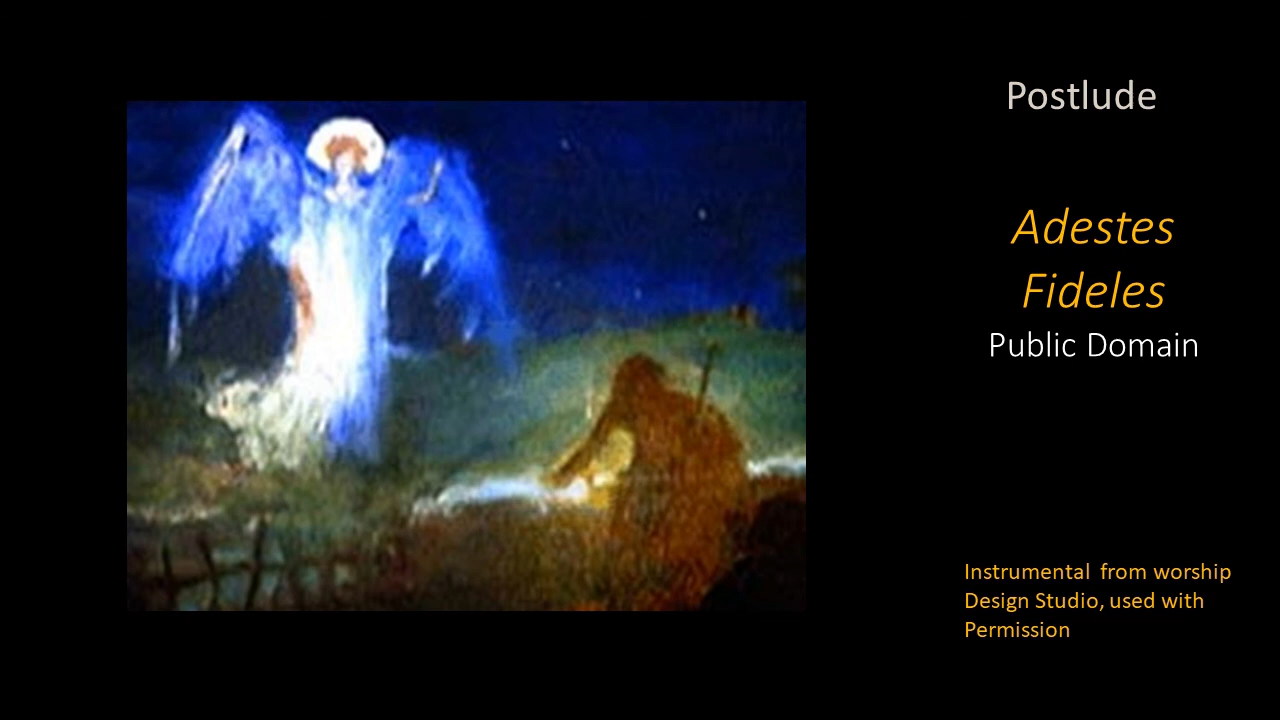 Postlude
Adestes
Fideles
Public Domain
Instrumental from worship
Design Studio, used with
Permission